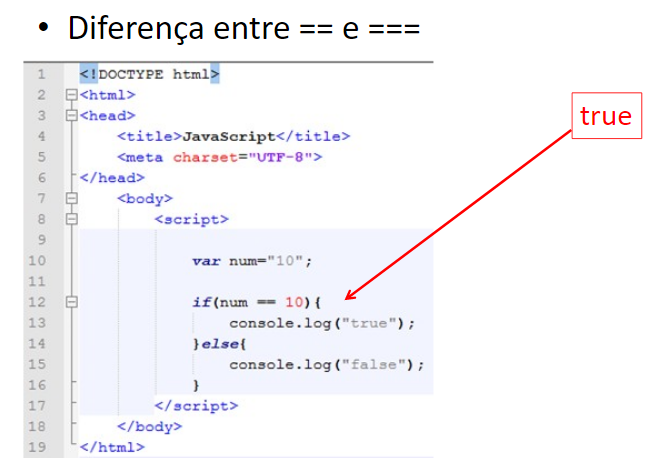 • Diferença entre == e ===
1 <!DOCTYPE html>
2 <html>
3 <head>
4 <title>JavaScript</title>
5 <meta charset="UTF-8">
6 </head>
7 <body>
8 <script>
9
10 var num="10";
11
12 if(num == 10){
13 console.log("true");
14 }else{
15 console.log("false");
16 }
17 </script>
18 </body>
19 </html>
true